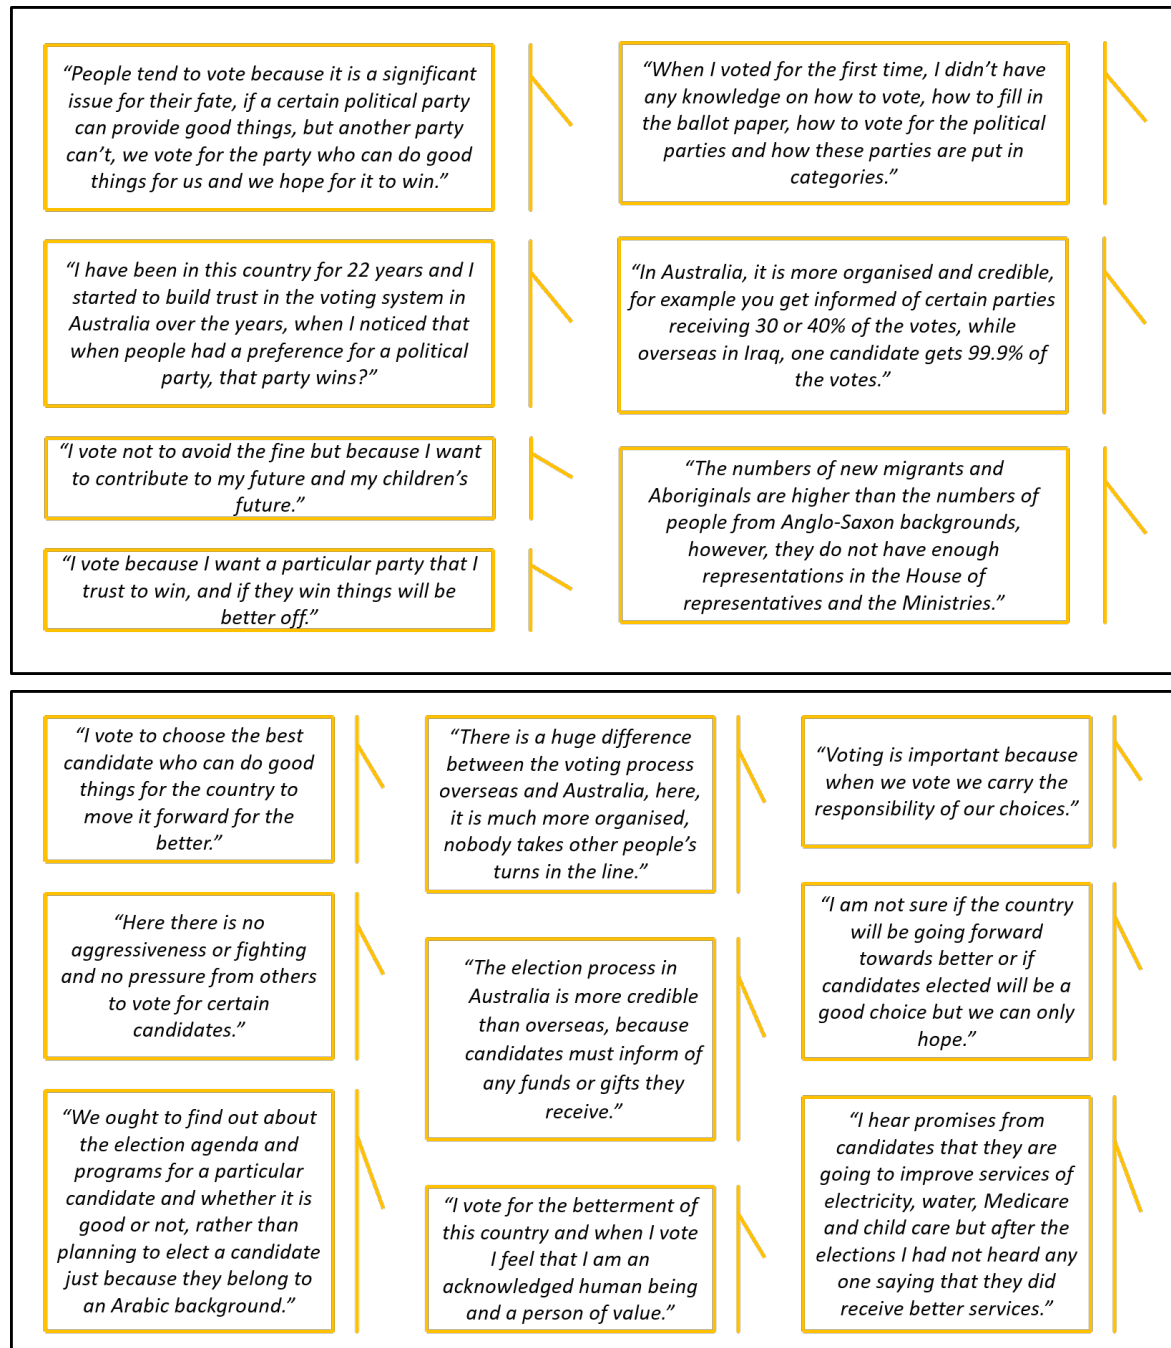 “People tend to vote because it is a significant
issue for their fate, if a certain political party
can provide good things, but another party
can’t, we vote for the party who can do good
things for us and we hope for it to win.”
“I have been in this country for 22 years and I
started to build trust in the voting system in
Australia over the years, when I noticed that
when people had a preference for a political
party, that party wins?”
“I vote not to avoid the fine but because I want
to contribute to my future and my children’s
future.”
“I vote because I want a particular party that I
trust to win, and if they win things will be
better off.”
“When I voted for the first time, I didn’t have
any knowledge on how to vote, how to fill in
the ballot paper, how to vote for the political
parties and how these parties are put in
categories.”
“In Australia, it is more organised and credible,
for example you get informed of certain parties
receiving 30 or 40% of the votes, while
overseas in Iraq, one candidate gets 99.9% of
the votes.”
“The numbers of new migrants and
Aboriginals are higher than the numbers of
people from Anglo-Saxon backgrounds,
however, they do not have enough
representations in the House of
representatives and the Ministries.”
“I vote to choose the best
candidate who can do good
things for the country to
move it forward for the
better.”
“Here there is no
aggressiveness or fighting
and no pressure from others
to vote for certain
candidates.”
“We ought to find out about
the election agenda and
programs for a particular
candidate and whether it is
good or not, rather than
planning to elect a candidate
just because they belong to
an Arabic background.”
“There is a huge difference
between the voting process
overseas and Australia, here,
it is much more organised,
nobody takes other people’s
turns in the line.”
“The election process in
Australia is more credible
than overseas, because
candidates must inform of
any funds or gifts they
receive.”
“I vote for the betterment of
this country and when I vote
I feel that I am an
acknowledged human being
and a person of value.”
“Voting is important because
when we vote we carry the
responsibility of our choices.”
“I am not sure if the country
will be going forward
towards better or if
candidates elected will be a
good choice but we can only
hope.”
“I hear promises from
candidates that they are
going to improve services of
electricity, water, Medicare
and child care but after the
elections I had not heard any
one saying that they did
receive better services.”